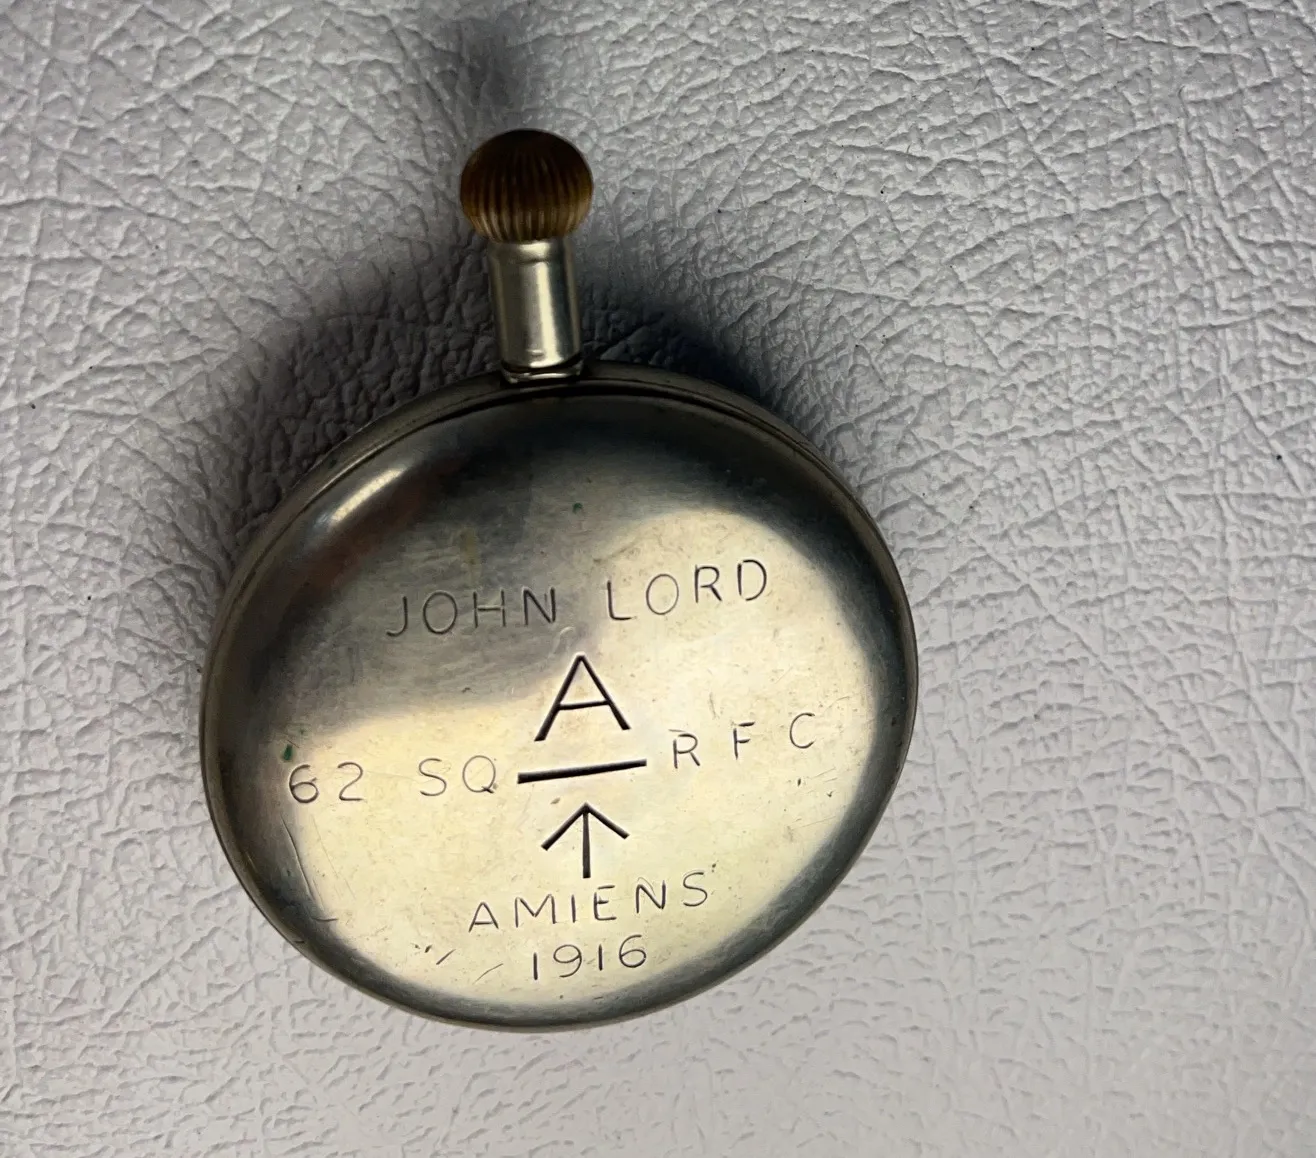 JOHN LORD
A
62 SQ RFC
↑
AMIENS
1916